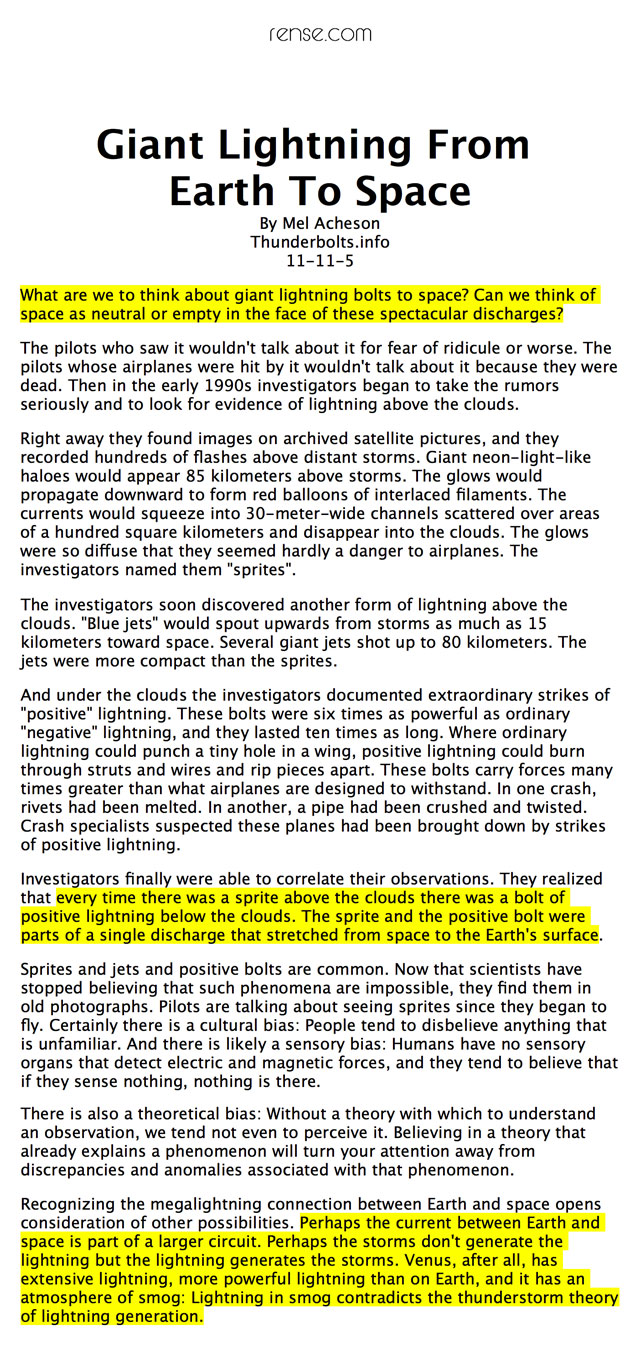 rense.com
Giant Lightning From
Earth To Space
By Mel Acheson
Thunderbolts.info
11-11-5
What are we to think about giant lightning bolts to space? Can we think of
space as neutral or empty in the face of these spectacular discharges?
The pilots who saw it wouldn't talk about it for fear of ridicule or worse. The
pilots whose airplanes were hit by it wouldn't talk about it because they were
dead. Then in the early 1990s investigators began to take the rumors
seriously and to look for evidence of lightning above the clouds.
Right away they found images on archived satellite pictures, and they
recorded hundreds of flashes above distant storms. Giant neon-light-like
haloes would appear 85 kilometers above storms. The glows would
propagate downward to form red balloons of interlaced filaments. The
currents would squeeze into 30-meter-wide channels scattered over areas
of a hundred square kilometers and disappear into the clouds. The glows
were so diffuse that they seemed hardly a danger to airplanes. The
investigators named them "sprites".
The investigators soon discovered another form of lightning above the
clouds. "Blue jets" would spout upwards from storms as much as 15
kilometers toward space. Several giant jets shot up to 80 kilometers. The
jets were more compact than the sprites.
And under the clouds the investigators documented extraordinary strikes of
"positive" lightning. These bolts were six times as powerful as ordinary
"negative" lightning, and they lasted ten times as long. Where ordinary
lightning could punch a tiny hole in a wing, positive lightning could burn
through struts and wires and rip pieces apart. These bolts carry forces many
times greater than what airplanes are designed to withstand. In one crash,
rivets had been melted. In another, a pipe had been crushed and twisted.
Crash specialists suspected these planes had been brought down by strikes
of positive lightning.
Investigators finally were able to correlate their observations. They realized
that every time there was a sprite above the clouds there was a bolt of
positive lightning below the clouds. The sprite and the positive bolt were
parts of a single discharge that stretched from space to the Earth's surface.
Sprites and jets and positive bolts are common. Now that scientists have
stopped believing that such phenomena are impossible, they find them in
old photographs. Pilots are talking about seeing sprites since they began to
fly. Certainly there is a cultural bias: People tend to disbelieve anything that
is unfamiliar. And there is likely a sensory bias: Humans have no sensory
organs that detect electric and magnetic forces, and they tend to believe that
if they sense nothing, nothing is there.
There is also a theoretical bias: Without a theory with which to understand
an observation, we tend not even to perceive it. Believing in a theory that
already explains a phenomenon will turn your attention away from
discrepancies and anomalies associated with that phenomenon.
Recognizing the megalightning connection between Earth and space opens
consideration of other possibilities. Perhaps the current between Earth and
space is part of a larger circuit. Perhaps the storms don't generate the
lightning but the lightning generates the storms. Venus, after all, has
extensive lightning, more powerful lightning than on Earth, and it has an
atmosphere of smog: Lightning in smog contradicts the thunderstorm theory
of lightning generation.